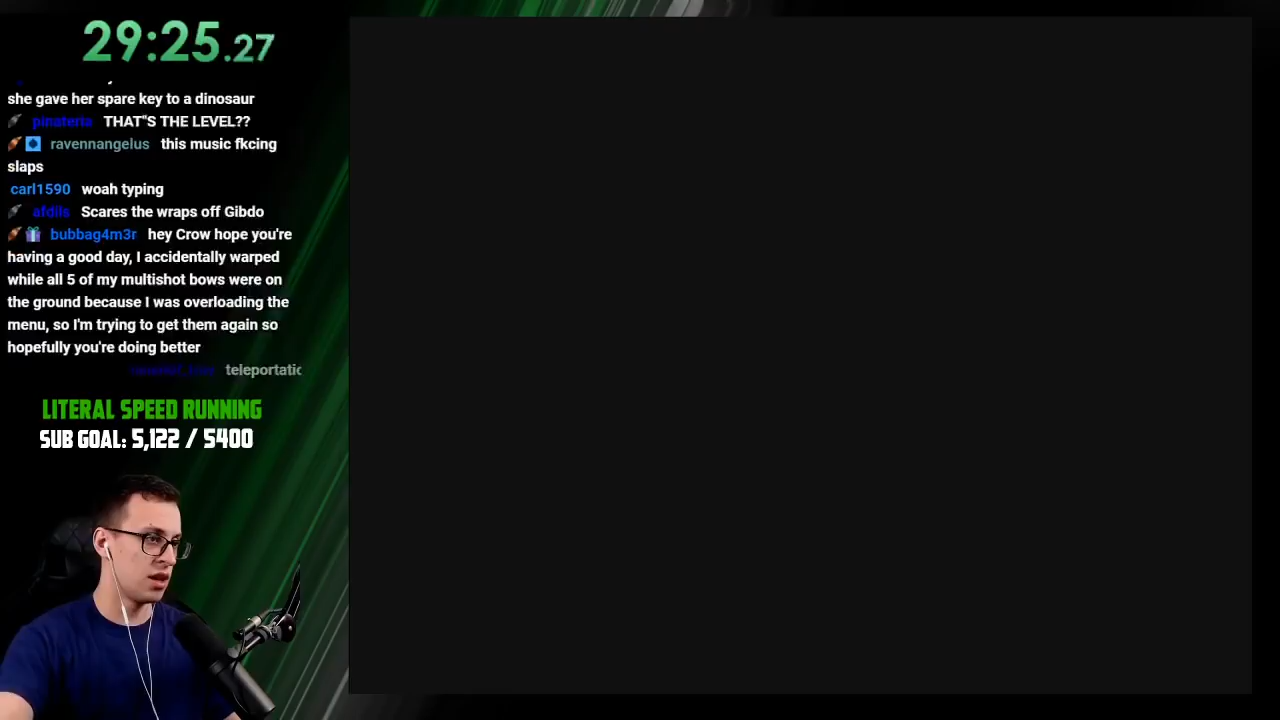 29:25.27
she gave her spare key to a dinosaur
pinateria THAT"S THE LEVEL??
ravennangelus this music fkcing
slaps
carl1590 woah typing
afdils Scares the wraps off Gibdo
bubbag4m3r hey Crow hope you're
having a good day, I accidentally warped
while all 5 of my multishot bows were on
the ground because I was overloading the
menu, so I'm trying to get them again so
hopefully you're doing better
teleportatic
LITERAL SPEED RUNNING
SUB GOAL: 5,122 / 5400